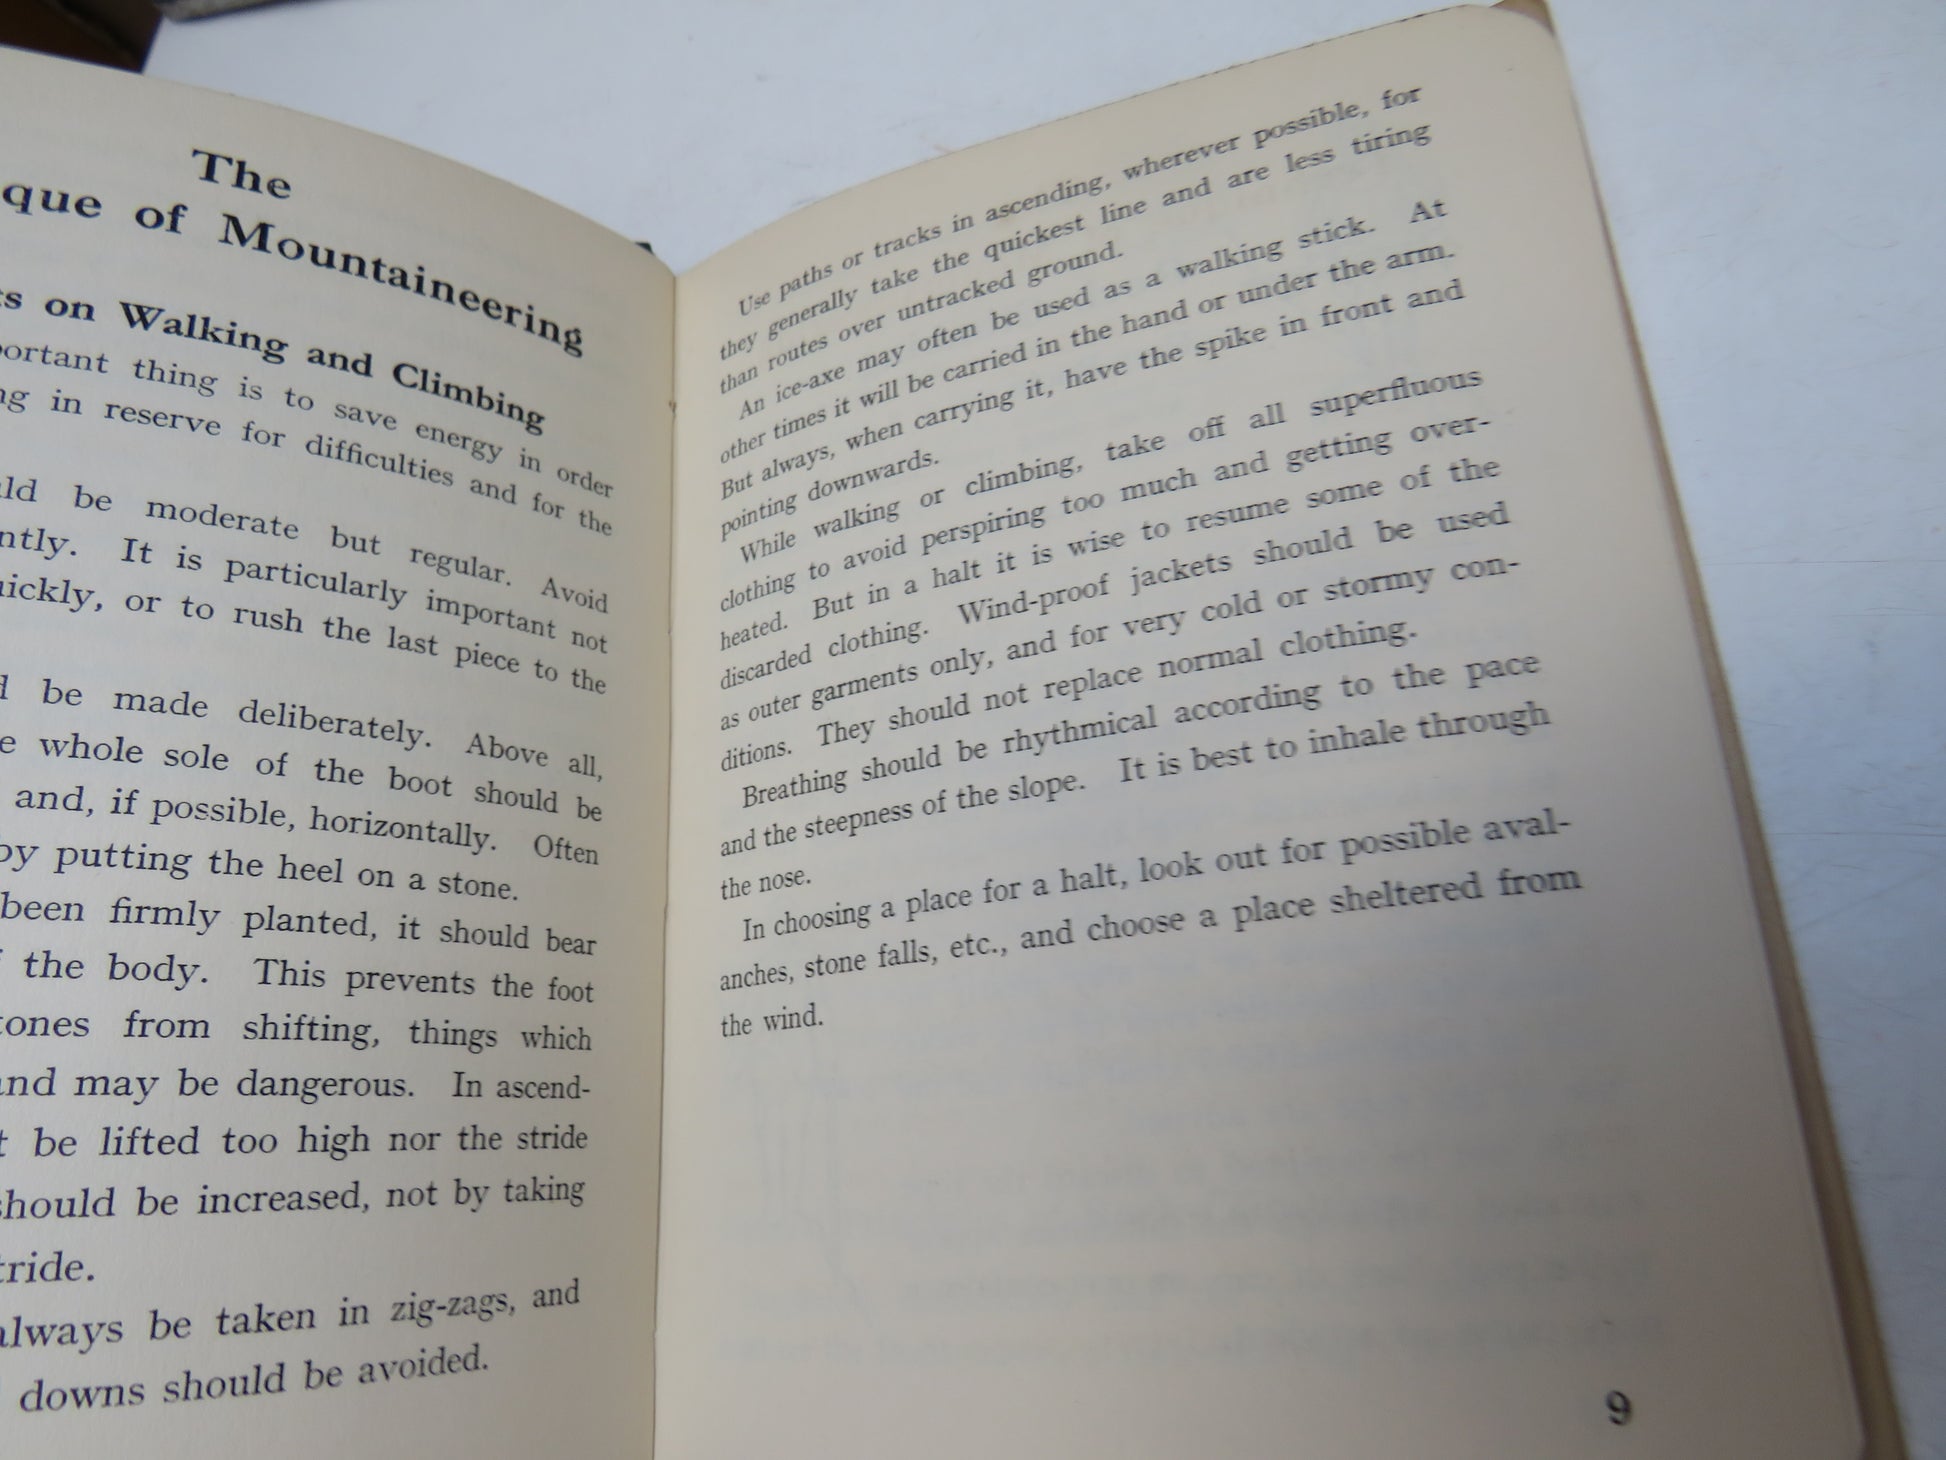 The
que of Mountaineering
on Walking and Climbing
thing is to save energy in order
in reserve for difficulties and for the
be moderate but regular. Avoid
It is particularly important not
or to rush the last piece to the
be made deliberately. Above all,
whole sole of the boot should be
and, if possible, horizontally. Often
by putting the heel on a stone.
been firmly planted, it should bear
the body. This prevents the foot
from shifting, things which
and may be dangerous. In ascend-
be lifted too high nor the stride
should be increased, not by taking
tride.
always be taken in zig-zags, and
downs should be avoided.
Use paths or tracks in ascending, wherever possible, for
they generally take the quickest line and are less tiring
than routes over untracked ground.
An ice-axe may often be used as a walking stick. At
other times it will be carried in the hand or under the arm.
But always, when carrying it, have the spike in front and
pointing downwards.
While walking or climbing, take off all superfluous
clothing to avoid perspiring too much and getting over-
heated. But in a halt it is wise to resume some of the
discarded clothing. Wind-proof jackets should be used
as outer garments only, and for very cold or stormy con-
ditions. They should not replace normal clothing.
Breathing should be rhythmical according to the pace
and the steepness of the slope. It is best to inhale through
the nose.
In choosing a place for a halt, look out for possible aval-
anches, stone falls, etc., and choose a place sheltered from
the wind.
9